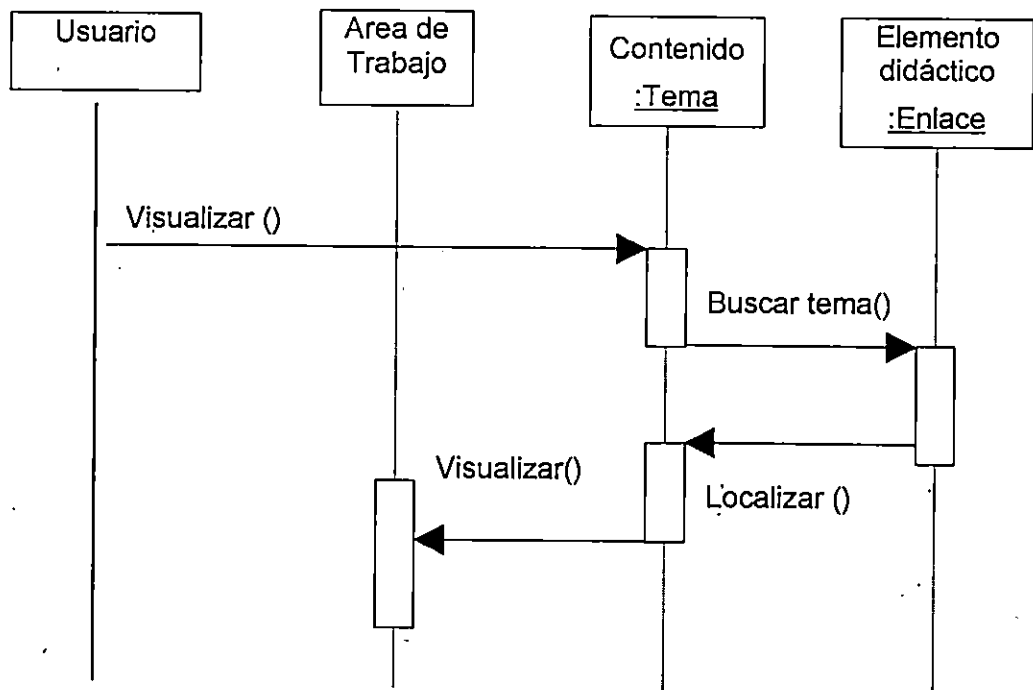 Usuario
Area de
Trabajo
Contenido
:Tema
Elemento
didáctico
:Enlace
Visualizar ()
Buscar tema()
Visualizar()
Localizar ()